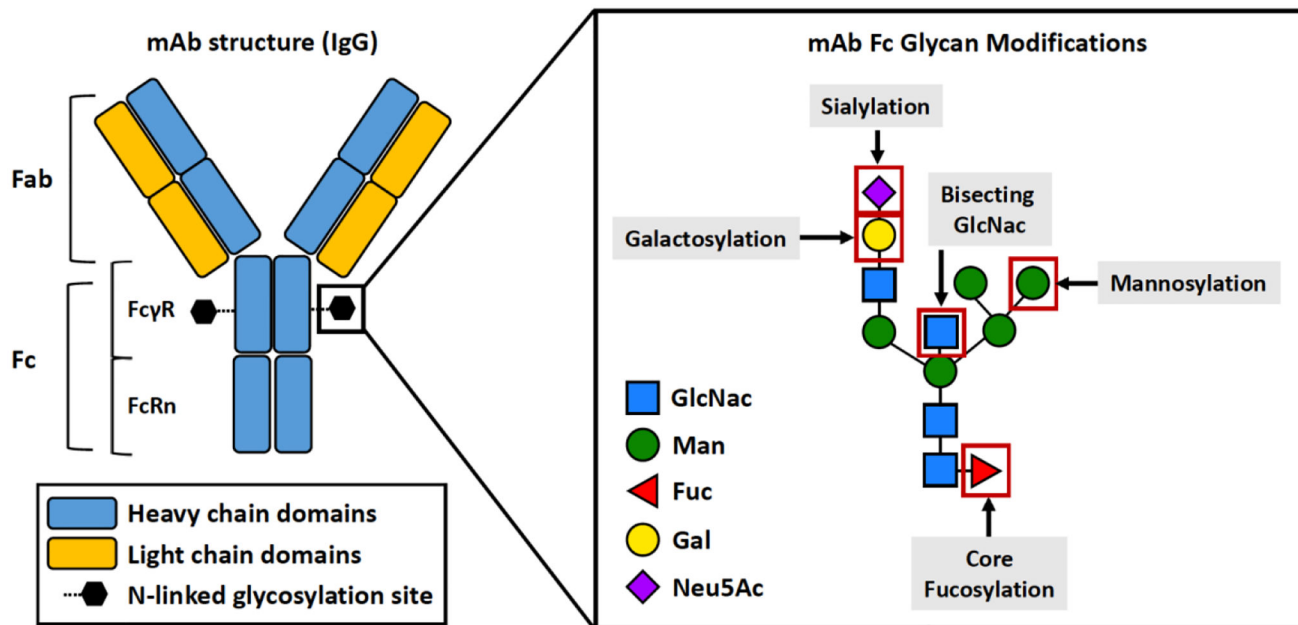 mAb structure (IgG)
Fab
Fc
FcγR
FcRn
Heavy chain domains
Light chain domains
N-linked glycosylation site
mAb Fc Glycan Modifications
Sialylation
Galactosylation
Bisecting
GlcNac
Mannosylation
GlcNac
Man
Fuc
Gal
Neu5Ac
Core
Fucosylation